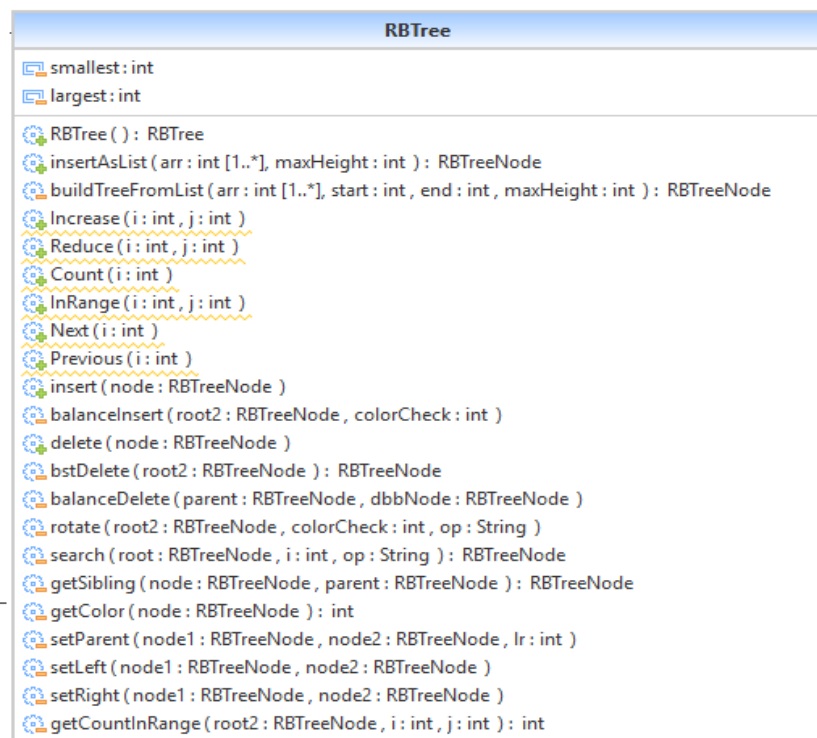 RBTree
smallest : int
largest : int
RBTree ( ) : RBTree
insertAsList ( arr : int [1..*], maxHeight : int ) : RBTreeNode
buildTreeFromList ( arr : int [1..*], start : int , end : int , maxHeight : int ) : RBTreeNode
Increase ( i : int , j : int )
Reduce ( i : int , j : int )
Count ( i : int )
InRange ( i : int , j : int )
Next ( i : int )
Previous ( i : int )
insert ( node : RBTreeNode )
balanceInsert ( root2 : RBTreeNode , colorCheck : int )
delete ( node : RBTreeNode )
bstDelete ( root2 : RBTreeNode ) : RBTreeNode
balanceDelete ( parent : RBTreeNode , dbbNode : RBTreeNode )
rotate ( root2 : RBTreeNode , colorCheck : int , op : String )
search ( root : RBTreeNode , i : int , op : String ) : RBTreeNode
getSibling ( node : RBTreeNode , parent : RBTreeNode ) : RBTreeNode
getColor ( node : RBTreeNode ) : int
setParent ( node1 : RBTreeNode , node2 : RBTreeNode , lr : int )
setLeft ( node1 : RBTreeNode , node2 : RBTreeNode )
setRight ( node1 : RBTreeNode , node2 : RBTreeNode )
getCountInRange ( root2 : RBTreeNode , i : int , j : int ) : int